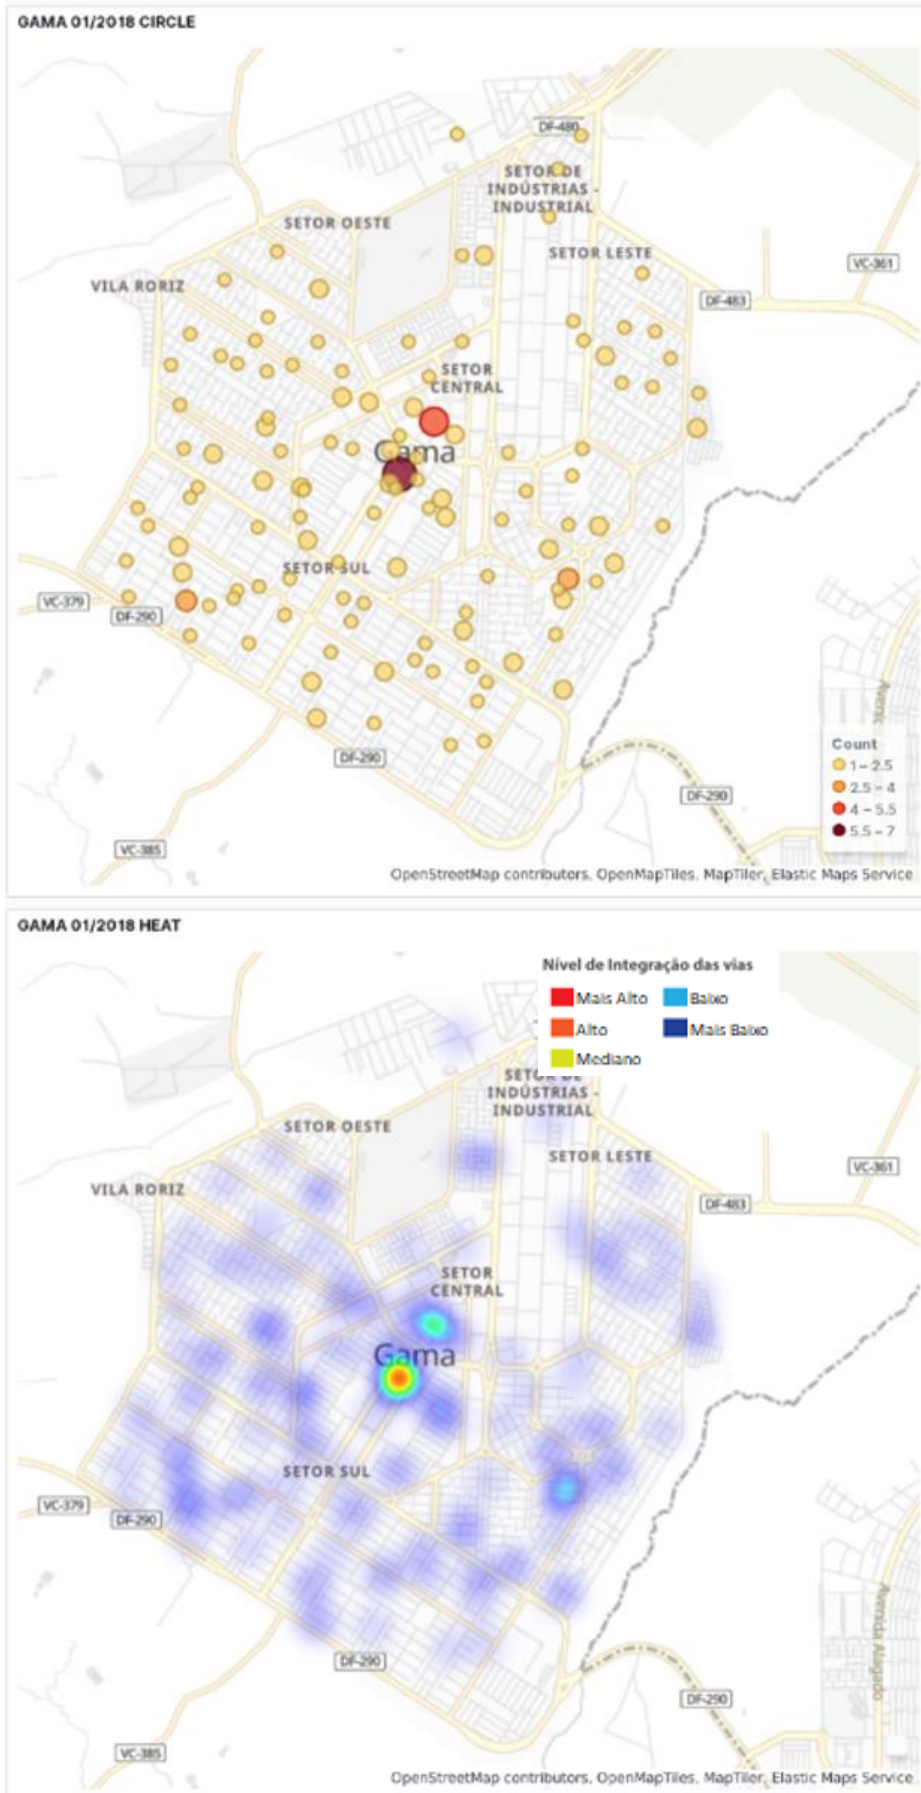 GAMA 01/2018 CIRCLE
DF-480
SETOR DE
INDÚSTRIAS -
INDUSTRIAL
SETOR OESTE
SETOR LESTE
VC-361
VILA RORIZ
DF-483
SETOR
CENTRAL
Gama
SETOR SUL
VC-379
DF-290
DF-290
DF-290
VC-385
Count
1 – 2.5
2.5 – 4
4 – 5.5
5.5 – 7
OpenStreetMap contributors, OpenMapTiles, MapTiler, Elastic Maps Service
GAMA 01/2018 HEAT
Nível de Integração das vias
Mais Alto
Baixo
Alto
Mais Baixo
Mediano
SETOR DE
INDÚSTRIAS -
INDUSTRIAL
SETOR OESTE
SETOR LESTE
VC-361
VILA RORIZ
DF-483
SETOR
CENTRAL
Gama
SETOR SUL
VC-379
DF-290
Avenida Alagado
DF-290
DF-290
VC-385
OpenStreetMap contributors, OpenMapTiles, MapTiler, Elastic Maps Service